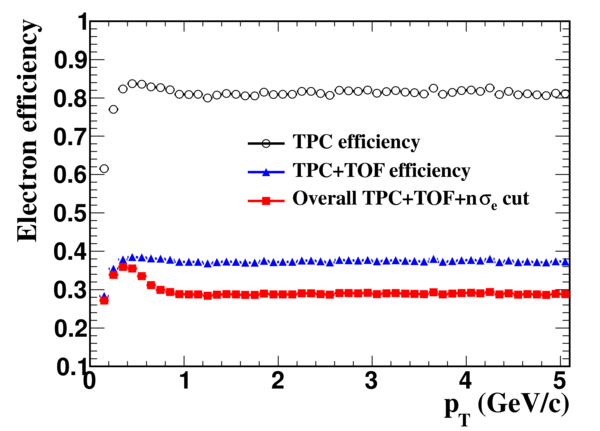 Electron efficiency
1
0.9
0.8
0.7
0.6
0.5
0.4
0.3
0.2
0.1
TPC efficiency
TPC+TOF efficiency
Overall TPC+TOF+nσe cut
0 1 2 3 4 5
pT (GeV/c)